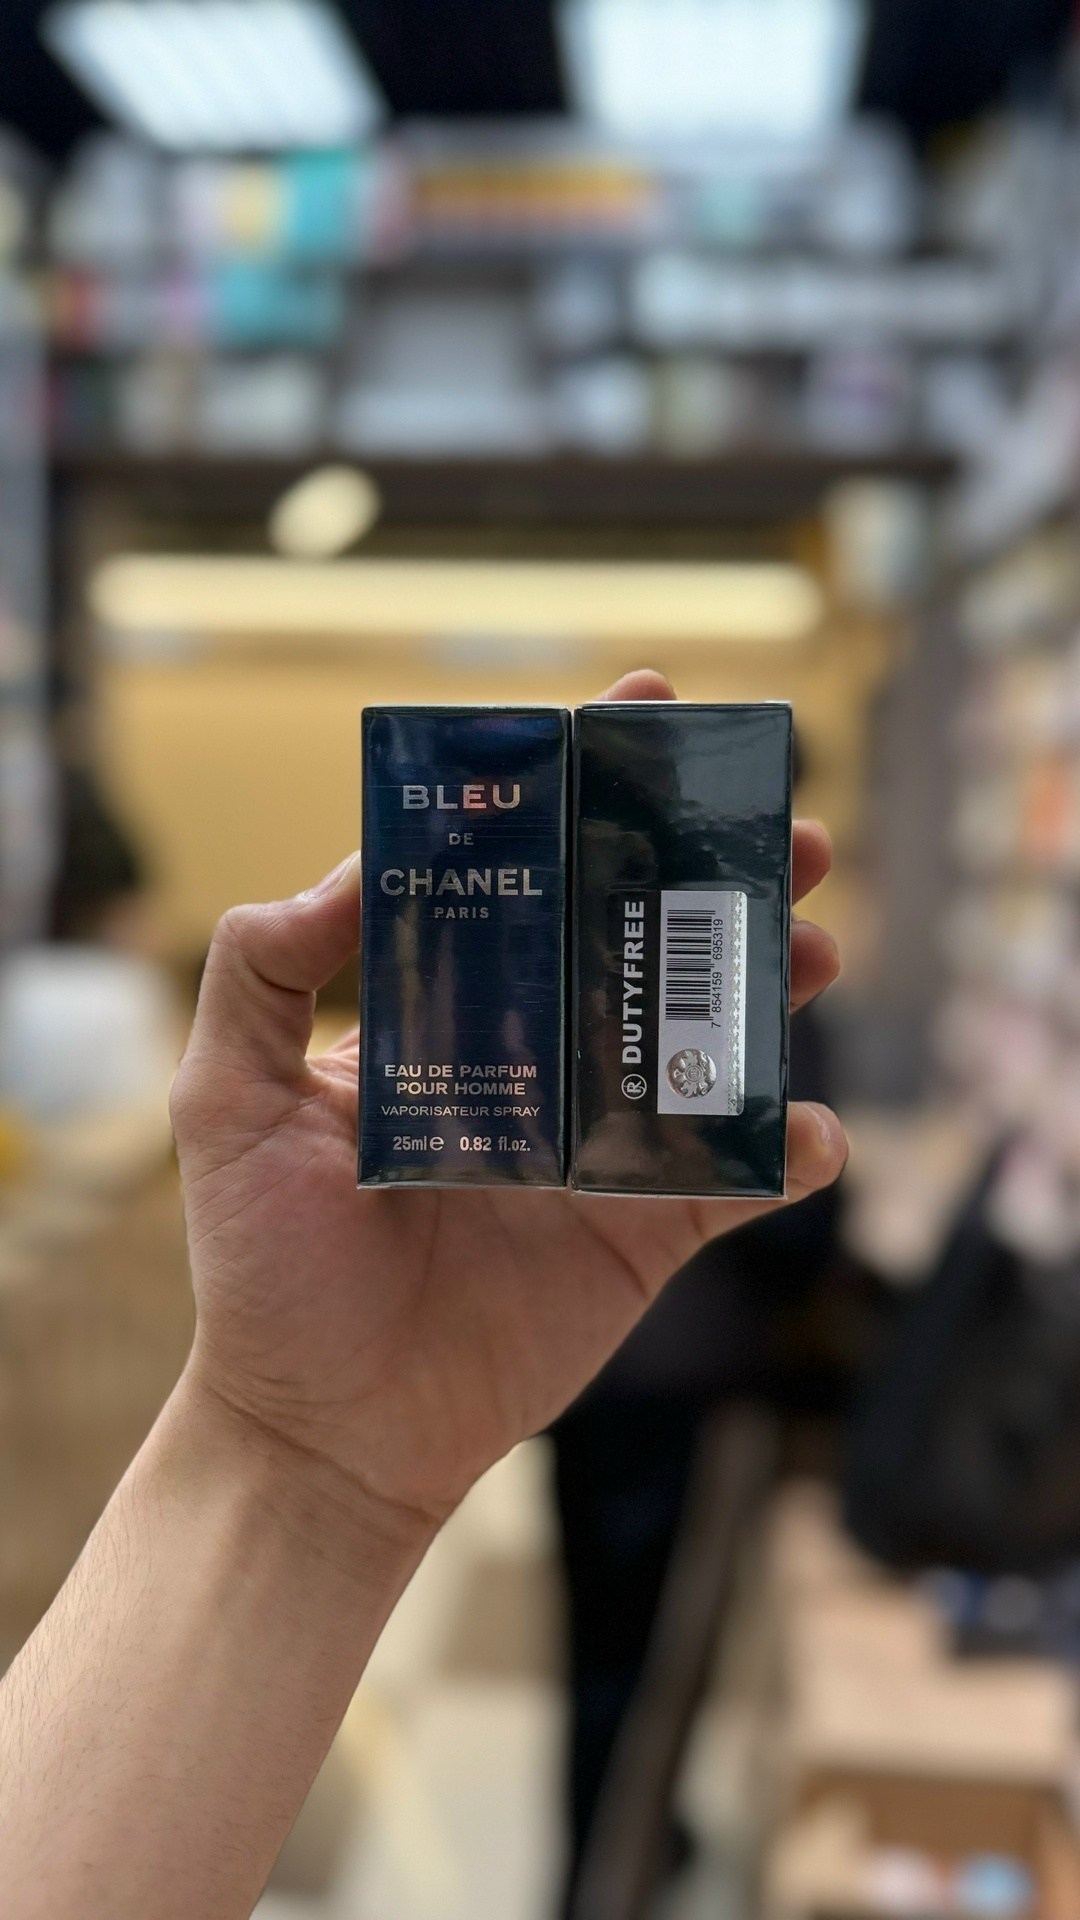 BLEU
DE
CHANEL
PARIS
EAU DE PARFUM
POUR HOMME
VAPORISATEUR SPRAY
25ml℮ 0.82 fl.oz.
® DUTYFREE
7 854159 695319